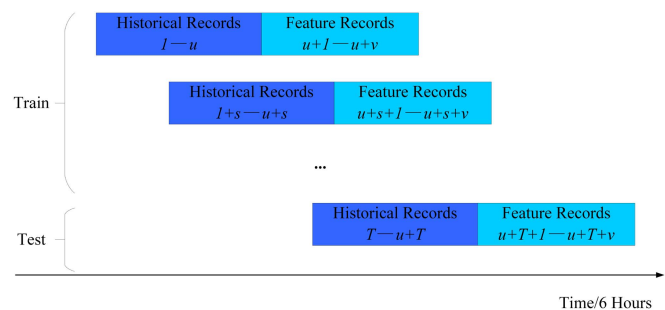 Historical Records
1—u
Feature Records
u+1—u+v
Train
Historical Records
1+s—u+s
Feature Records
u+s+1—u+s+v
...
Test
Historical Records
T—u+T
Feature Records
u+T+1—u+T+v
Time/6 Hours